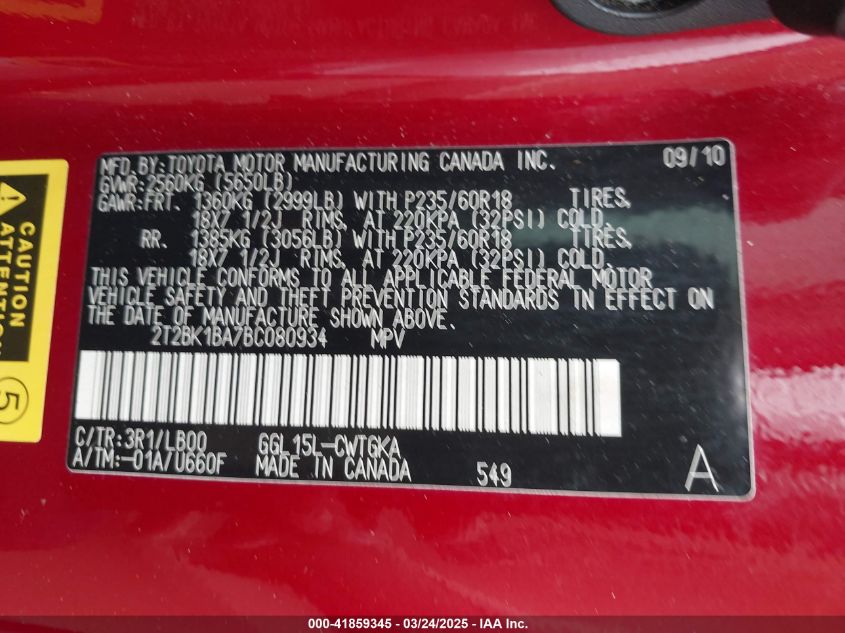 MFD.BY:TOYOTA MOTOR MANUFACTURING CANADA INC. 09/10
GVWR:2560KG (5650LB)
GAWR:FRT. 1360KG (2999LB) WITH P235/60R18 TIRES,
18X7 1/2J RIMS, AT 220KPA (32PSI) COLD.
RR. 1385KG (3056LB) WITH P235/60R18 TIRES,
18X7 1/2J RIMS, AT 220KPA (32PSI) COLD.
THIS VEHICLE CONFORMS TO ALL APPLICABLE FEDERAL MOTOR
VEHICLE SAFETY AND THEFT PREVENTION STANDARDS IN EFFECT ON
THE DATE OF MANUFACTURE SHOWN ABOVE.
2T2BK1BA7BC080934 MPV
C/TR:3R1/LB00 GGL15L-CWTGKA
A/TM:-01A/U660F MADE IN CANADA 549 A
CAUTION
ATTENTION
5
000-41859345 - 03/24/2025 - IAA Inc.